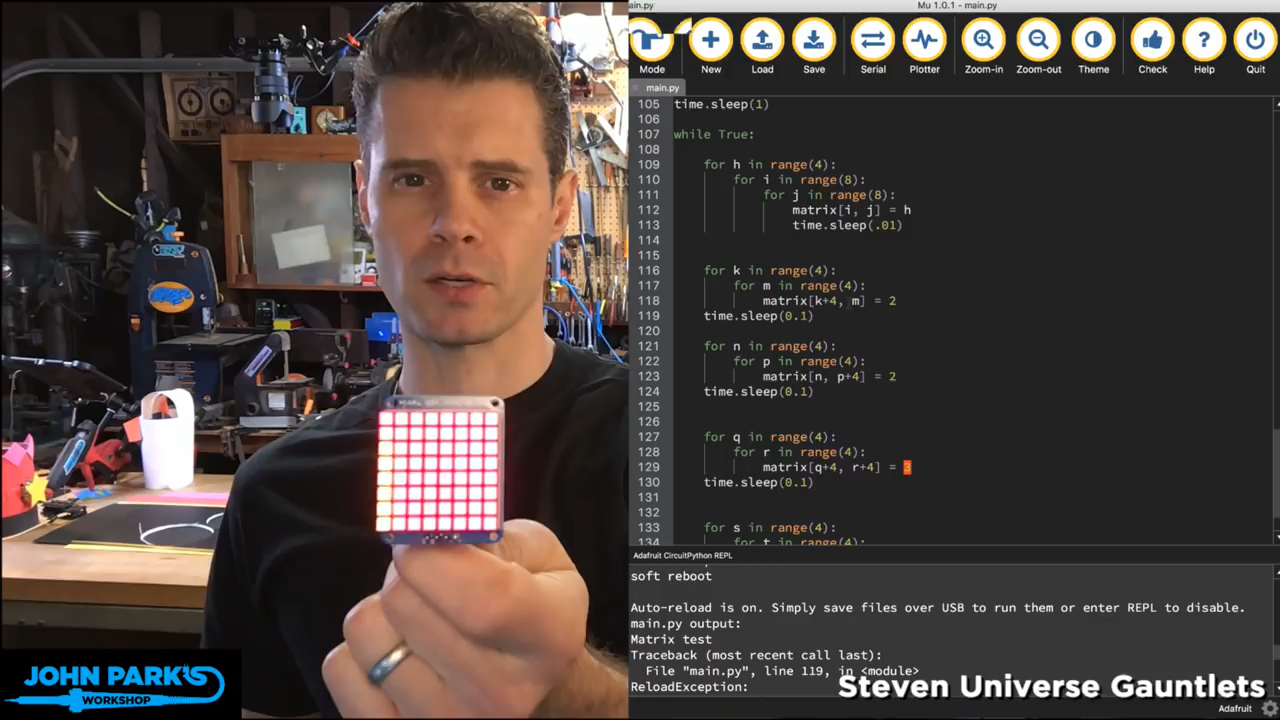 ain.py
Mu 1.0.1 - main.py
Mode
New
Load
Save
Serial
Plotter
Zoom-in
Zoom-out
Theme
Check
?
Help
Quit
main.py
105 time.sleep(1)
106
107 while True:
108
109 for h in range(4):
110 for i in range(8):
111 for j in range(8):
112 matrix[i, j] = h
113 time.sleep(.01)
114
115
116 for k in range(4):
117 for m in range(4):
118 matrix[k+4, m] = 2
119 time.sleep(0.1)
120
121 for n in range(4):
122 for p in range(4):
123 matrix[n, p+4] = 2
124 time.sleep(0.1)
125
126
127 for q in range(4):
128 for r in range(4):
129 matrix[q+4, r+4] = 3
130 time.sleep(0.1)
131
132
133 for s in range(4):
134 for t in range(4):
Adafruit CircuitPython REPL
soft reboot
Auto-reload is on. Simply save files over USB to run them or enter REPL to disable.
main.py output:
Matrix test
Traceback (most recent call last):
File "main.py", line 119, in <module>
ReloadException:
Steven Universe Gauntlets
Adafruit
JOHN PARK'S
WORKSHOP